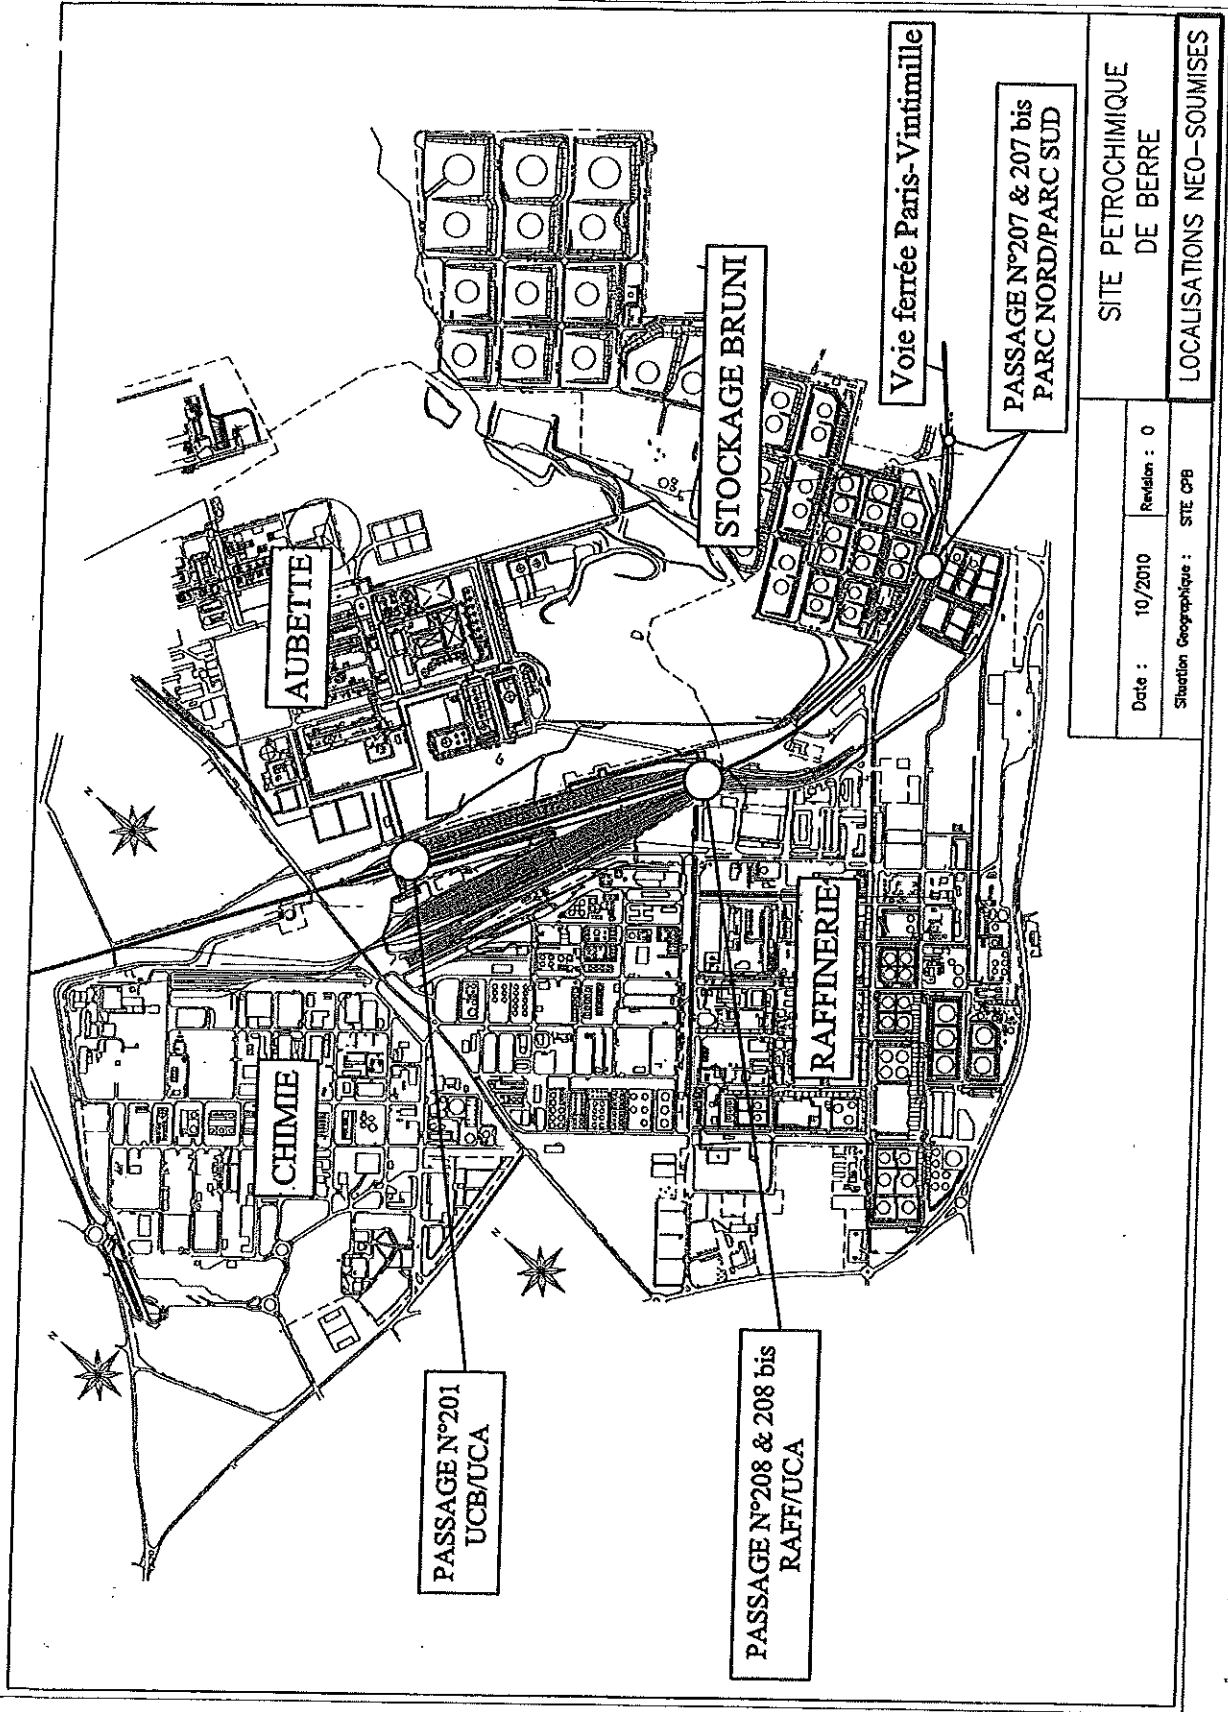 AUBETTE
CHIMIE
STOCKAGE BRUNI
RAFFINERIE
PASSAGE N°201
UCB/UCA
PASSAGE N°208 & 208 bis
RAFF/UCA
Voie ferrée Paris-Vintimille
PASSAGE N°207 & 207 bis
PARC NORD/PARC SUD
N
N
N
SITE PETROCHIMIQUE
DE BERRE
Date : 10/2010
Revision : 0
Situation Geographique : SITE CPB
LOCALISATIONS NEO-SOUMISES